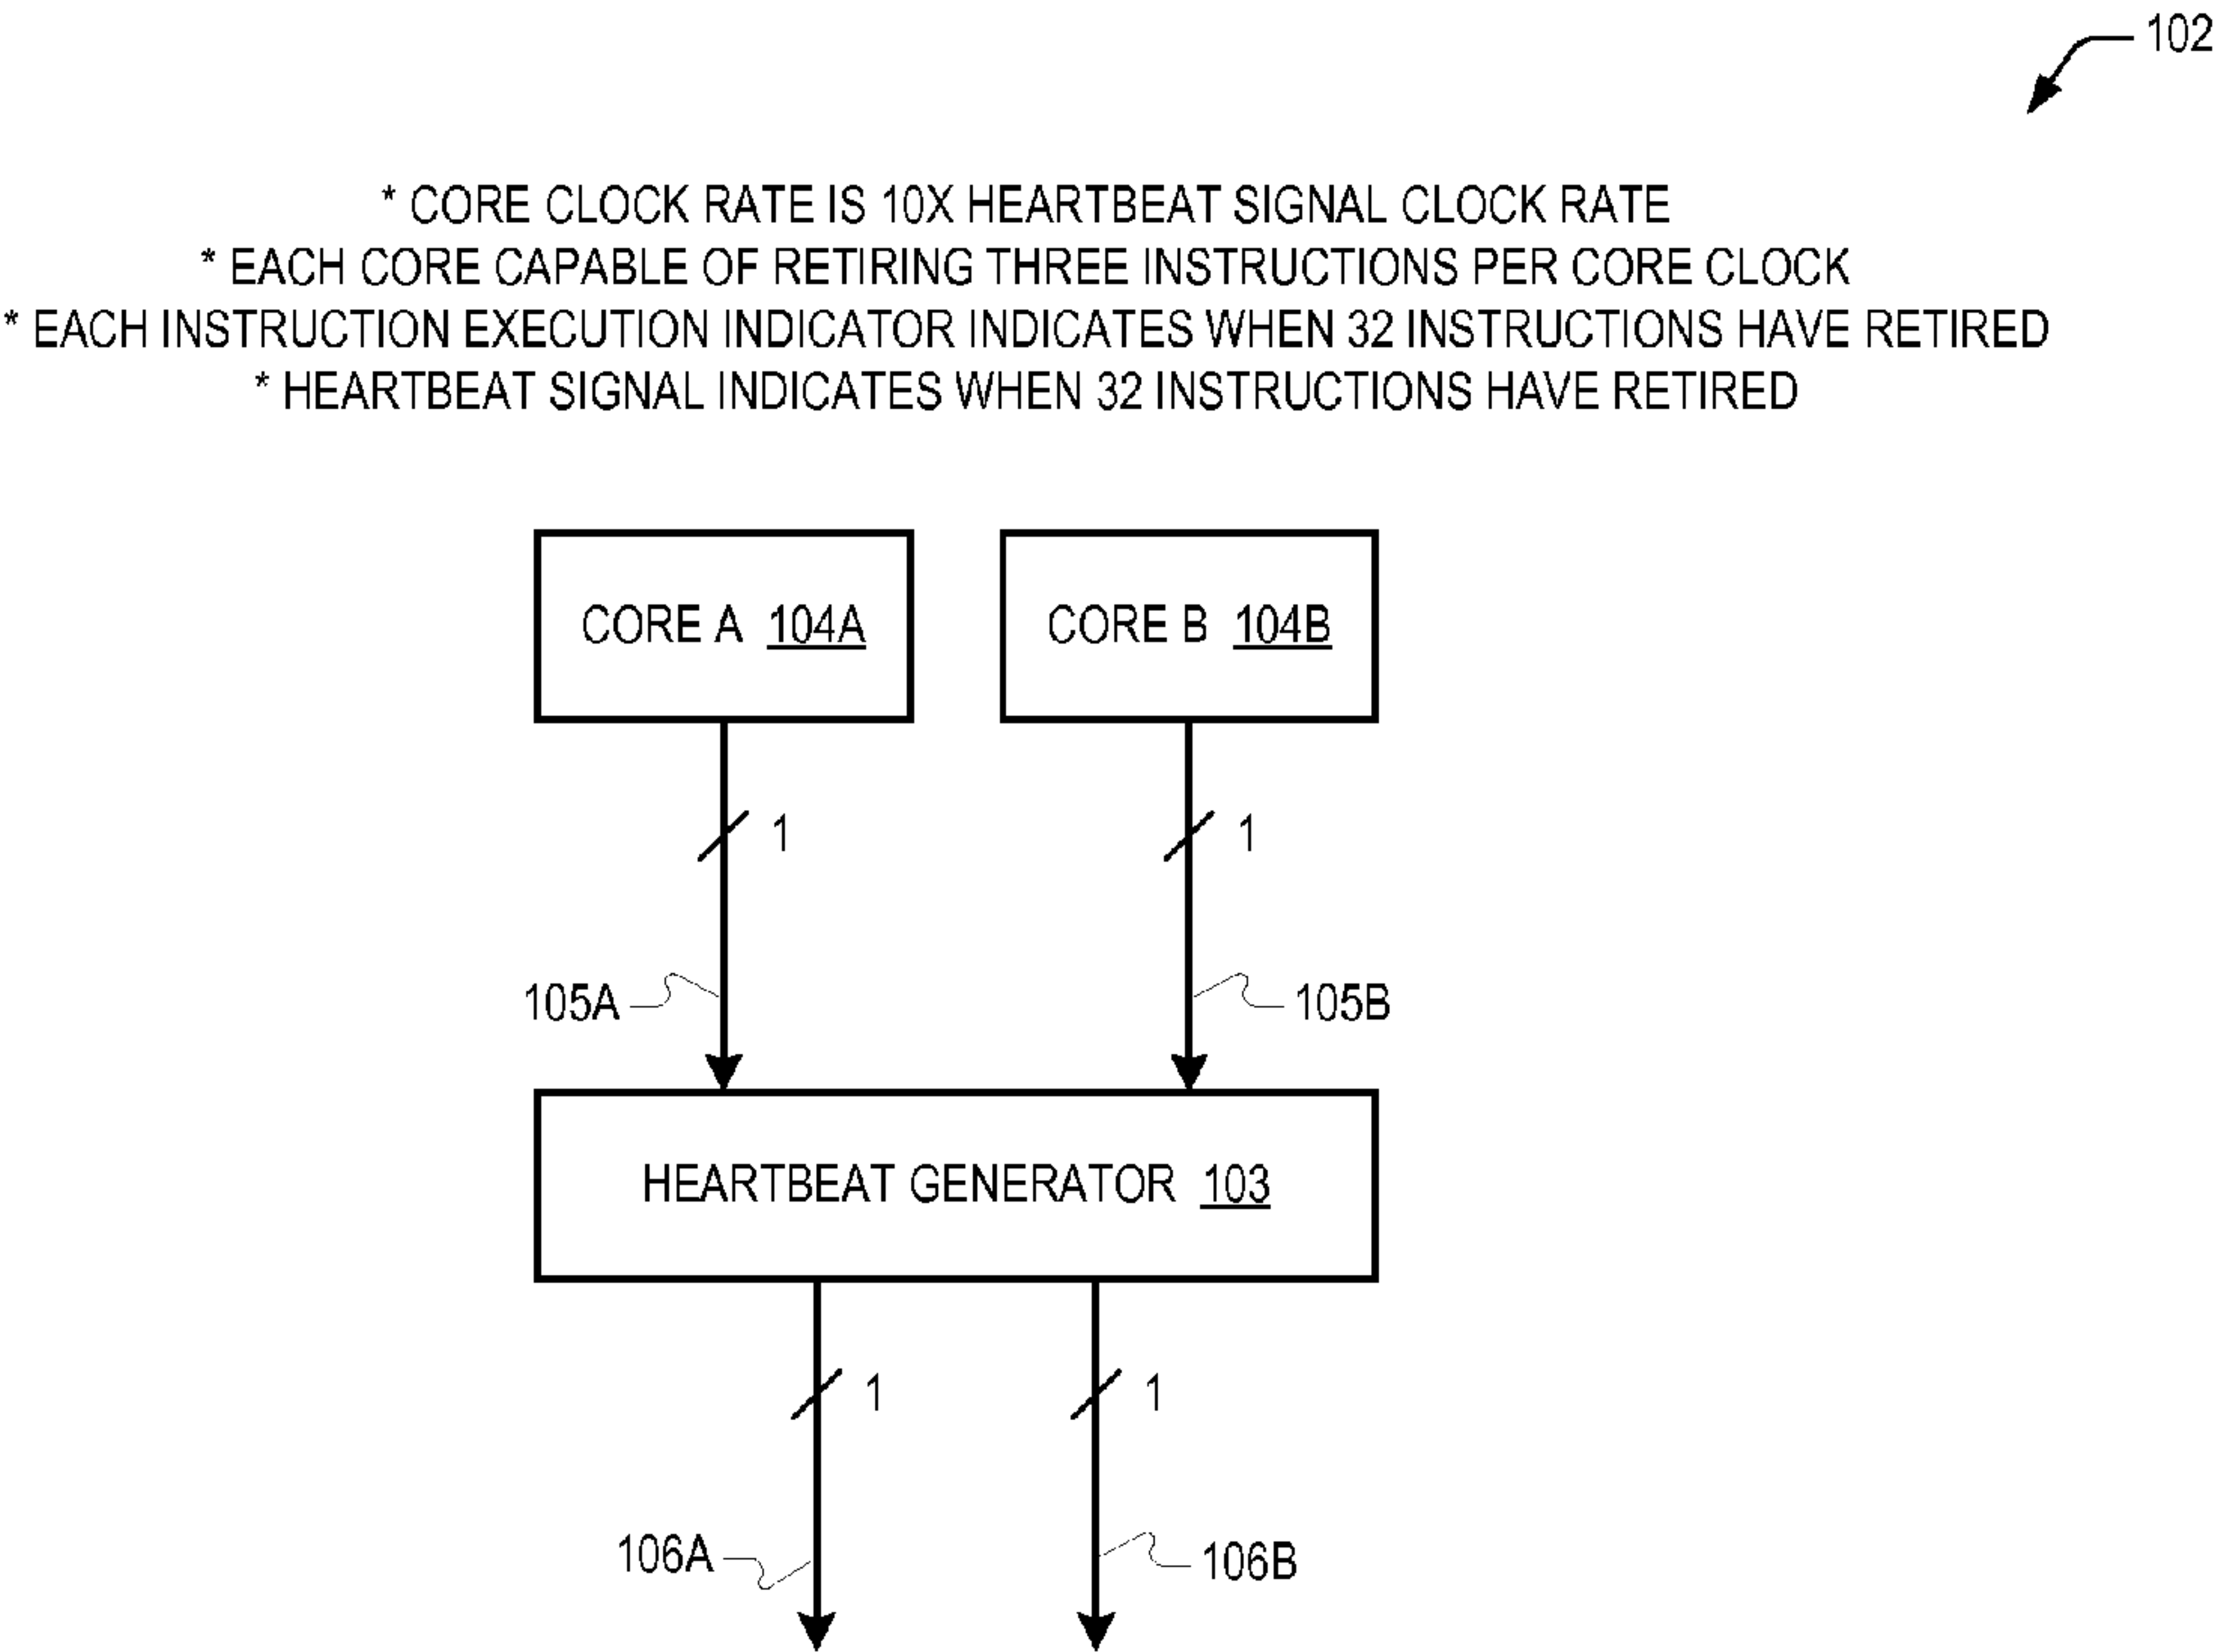 102
* CORE CLOCK RATE IS 10X HEARTBEAT SIGNAL CLOCK RATE
* EACH CORE CAPABLE OF RETIRING THREE INSTRUCTIONS PER CORE CLOCK
* EACH INSTRUCTION EXECUTION INDICATOR INDICATES WHEN 32 INSTRUCTIONS HAVE RETIRED
* HEARTBEAT SIGNAL INDICATES WHEN 32 INSTRUCTIONS HAVE RETIRED
CORE A 104A
CORE B 104B
1
1
105A
105B
HEARTBEAT GENERATOR 103
1
1
106A
106B